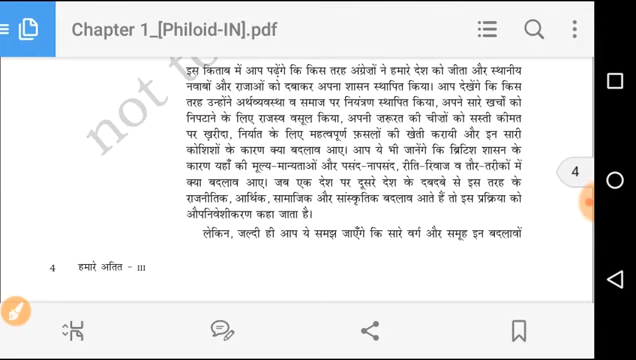 Chapter 1_[Philoid-IN].pdf
not to
इस किताब में आप पढ़ेंगे कि किस तरह अंग्रेजों ने हमारे देश को जीता और स्थानीय
नवाबों और राजाओं को दबाकर अपना शासन स्थापित किया। आप देखेंगे कि किस
तरह उन्होंने अर्थव्यवस्था व समाज पर नियंत्रण स्थापित किया, अपने सारे खर्चों को
निपटाने के लिए राजस्व वसूल किया, अपनी जरूरत की चीज़ों को सस्ती कीमत
पर ख़रीदा, निर्यात के लिए महत्वपूर्ण फ़सलों की खेती करायी और इन सारी
कोशिशों के कारण क्या बदलाव आए। आप ये भी जानेंगे कि ब्रिटिश शासन के
कारण यहाँ की मूल्य-मान्यताओं और पसंद-नापसंद, रीति-रिवाज व तौर-तरीकों में
क्या बदलाव आए। जब एक देश पर दूसरे देश के दबदबे से इस तरह के
राजनीतिक, आर्थिक, सामाजिक और सांस्कृतिक बदलाव आते हैं तो इस प्रक्रिया को
औपनिवेशीकरण कहा जाता है।
4
लेकिन, जल्दी ही आप ये समझ जाएँगे कि सारे वर्ग और समूह इन बदलावों
4 हमारे अतित – III